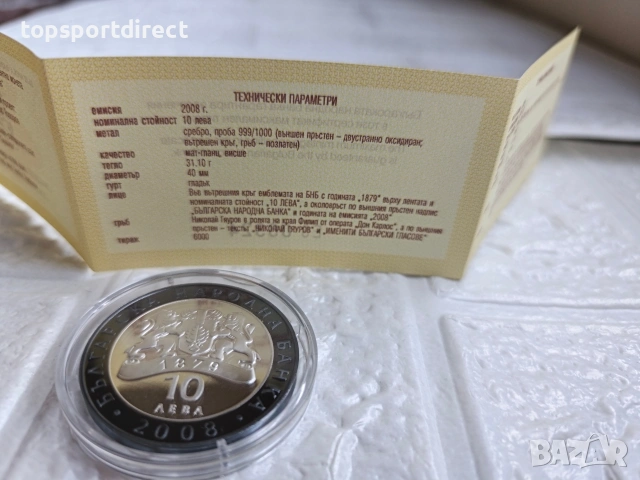 topsportdirect
ТЕХНИЧЕСКИ ПАРАМЕТРИ
емисия 2008 г.
номинална стойност 10 лева
метал сребро, проба 999/1000 (външен пръстен – двустранно оксидиран;
вътрешен кръг, гръб – позлатен)
качество мат-гланц, висше
тегло 31.10 г
диаметър 40 мм
гурт гладък
лице Във вътрешния кръг емблемата на БНБ с годината „1879” върху лентата и
номиналната стойност „10 ЛЕВА”, а околовръст по външния пръстен надпис
„БЪЛГАРСКА НАРОДНА БАНКА” и годината на емисията „2008”
гръб Николай Гяуров в ролята на крал Филип от операта „Дон Карлос”, а по външния
пръстен – текстът „НИКОЛАЙ ГЯУРОВ” и „ИМЕНИТИ БЪЛГАРСКИ ГЛАСОВЕ”
тираж 6000
НАРОДНА БАНКА
1879
10
ЛЕВА
2008
BAZAR